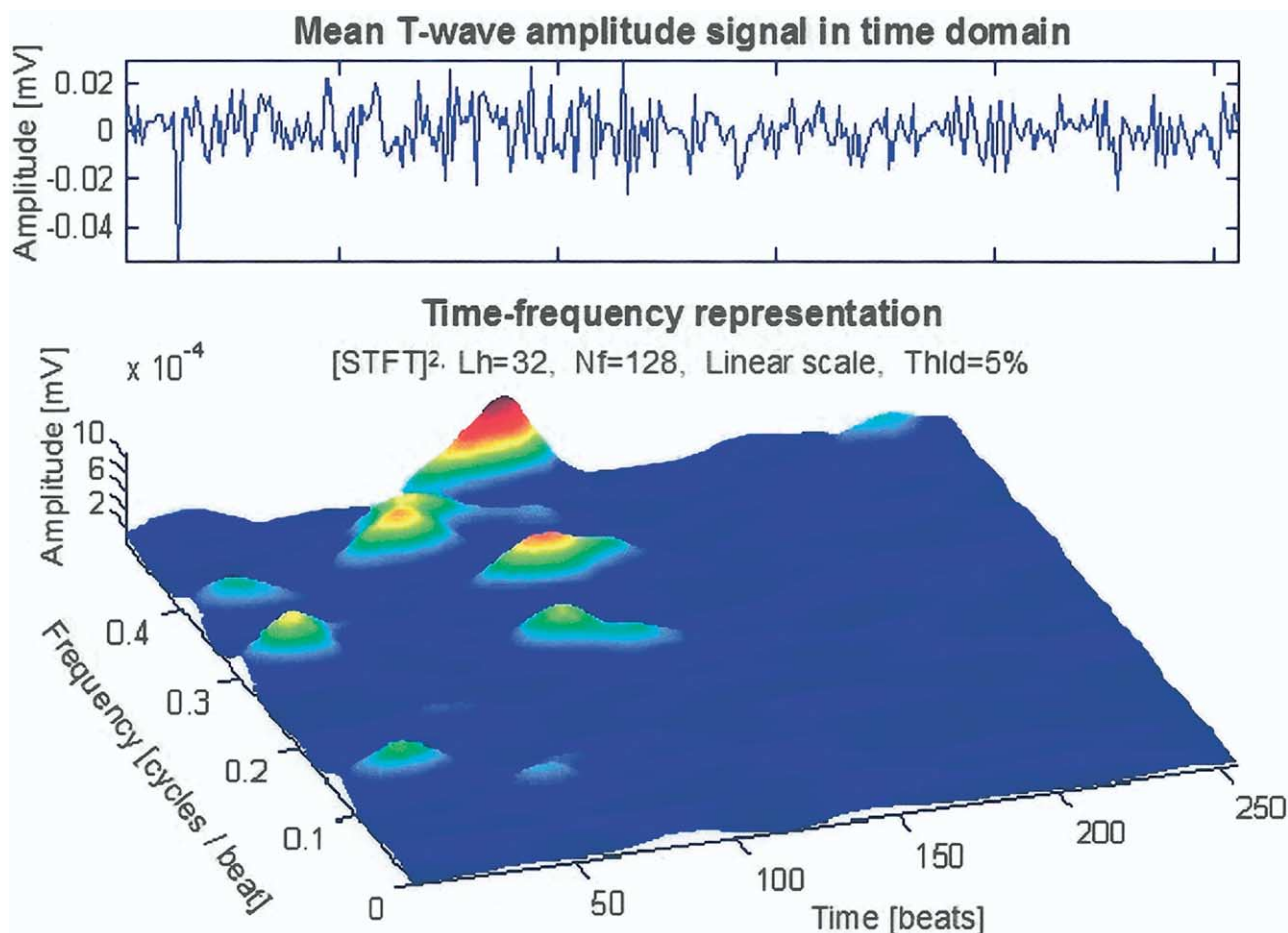 Mean T-wave amplitude signal in time domain
Amplitude [mV]
0.02
0
-0.02
-0.04
Time-frequency representation
[STFT]². Lh=32, Nf=128, Linear scale, Thld=5%
x 10⁻⁴
Amplitude [mV]
10
6
2
Frequency [cycles / beat]
0.4
0.3
0.2
0.1
0
50
100
150
200
250
Time [beats]